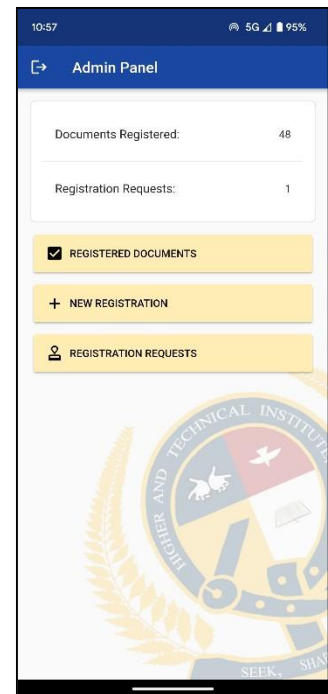 10:57
5G 95%
Admin Panel
Documents Registered: 48
Registration Requests: 1
REGISTERED DOCUMENTS
NEW REGISTRATION
REGISTRATION REQUESTS
HIGHER AND TECHNICAL INSTITUTE
SEEK, SHA